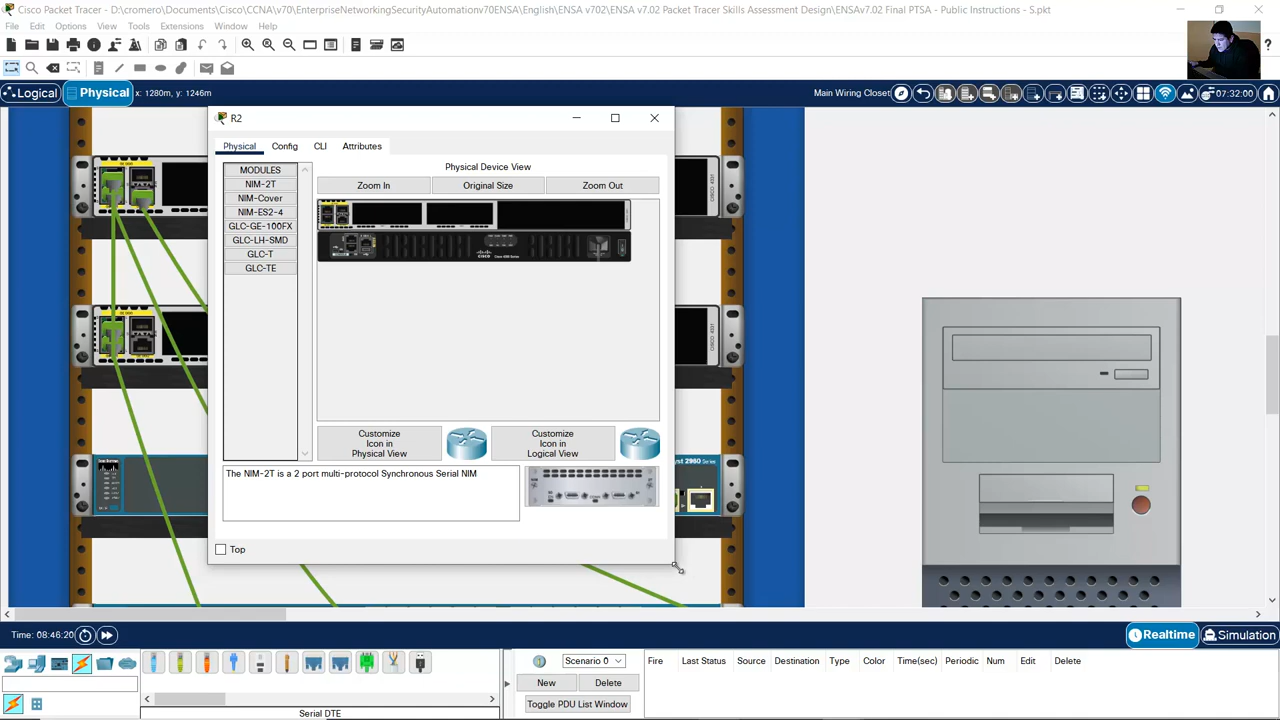 Cisco Packet Tracer - D:\cromero\Documents\Cisco\CCNA\v70\EnterpriseNetworkingSecurityAutomationv70ENSA\English\ENSA v702\ENSA v7.02 Packet Tracer Skills Assessment Design\ENSAv7.02 Final PTSA - Public Instructions - S.pkt
File Edit Options View Tools Extensions Window Help
Logical Physical x: 1280m, y: 1246m Main Wiring Closet 07:32:00
R2
Physical Config CLI Attributes
MODULES
NIM-2T
NIM-Cover
NIM-ES2-4
GLC-GE-100FX
GLC-LH-SMD
GLC-T
GLC-TE
Physical Device View
Zoom In Original Size Zoom Out
Customize
Icon in
Physical View
Customize
Icon in
Logical View
The NIM-2T is a 2 port multi-protocol Synchronous Serial NIM
Top
Time: 08:46:20
Realtime Simulation
Scenario 0
New Delete
Toggle PDU List Window
Fire Last Status Source Destination Type Color Time(sec) Periodic Num Edit Delete
Serial DTE